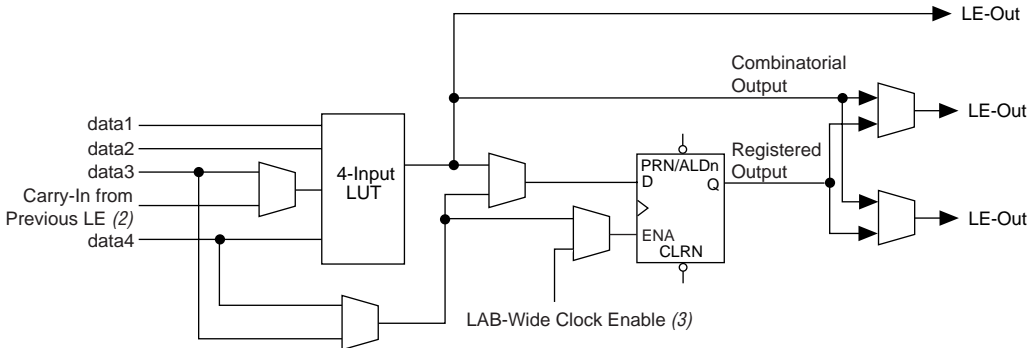 LE-Out
Combinatorial
Output
LE-Out
data1
data2
data3
Carry-In from
Previous LE (2)
data4
4-Input
LUT
PRN/ALDn
D
Q
ENA
CLRN
Registered
Output
LE-Out
LAB-Wide Clock Enable (3)